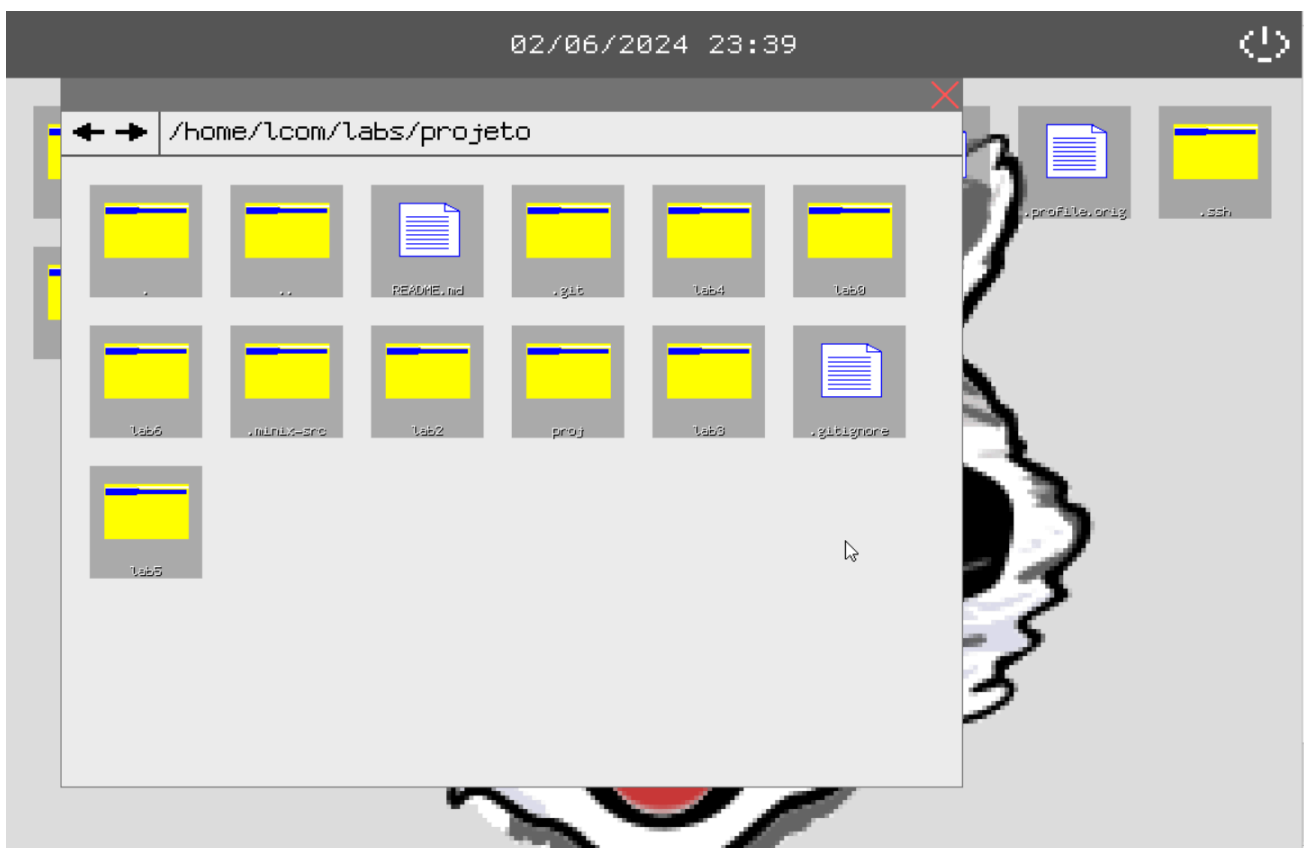 02/06/2024 23:39
/home/lcom/labs/projeto
.profile.orig .ssh
. .. README.md .git lab4 lab0
lab6 .minix-src lab2 proj lab3 .gitignore
lab5